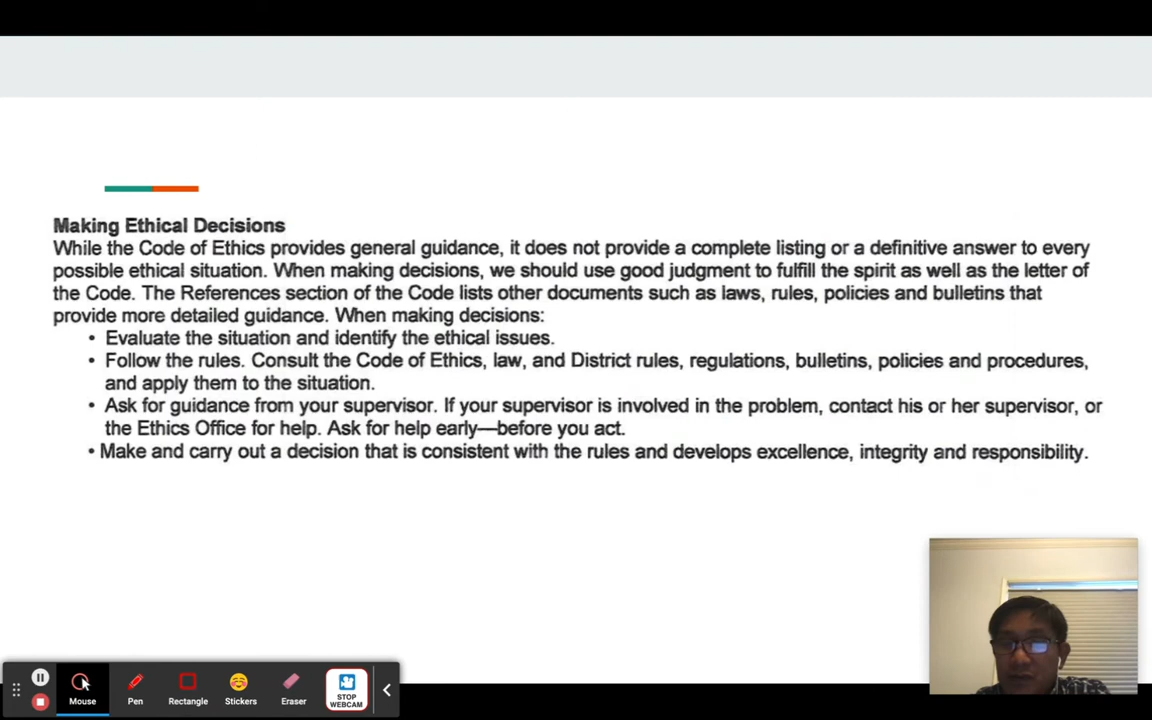 Making Ethical Decisions
While the Code of Ethics provides general guidance, it does not provide a complete listing or a definitive answer to every
possible ethical situation. When making decisions, we should use good judgment to fulfill the spirit as well as the letter of
the Code. The References section of the Code lists other documents such as laws, rules, policies and bulletins that
provide more detailed guidance. When making decisions:
• Evaluate the situation and identify the ethical issues.
• Follow the rules. Consult the Code of Ethics, law, and District rules, regulations, bulletins, policies and procedures,
and apply them to the situation.
• Ask for guidance from your supervisor. If your supervisor is involved in the problem, contact his or her supervisor, or
the Ethics Office for help. Ask for help early—before you act.
• Make and carry out a decision that is consistent with the rules and develops excellence, integrity and responsibility.
Mouse Pen Rectangle Stickers Eraser STOP
WEBCAM